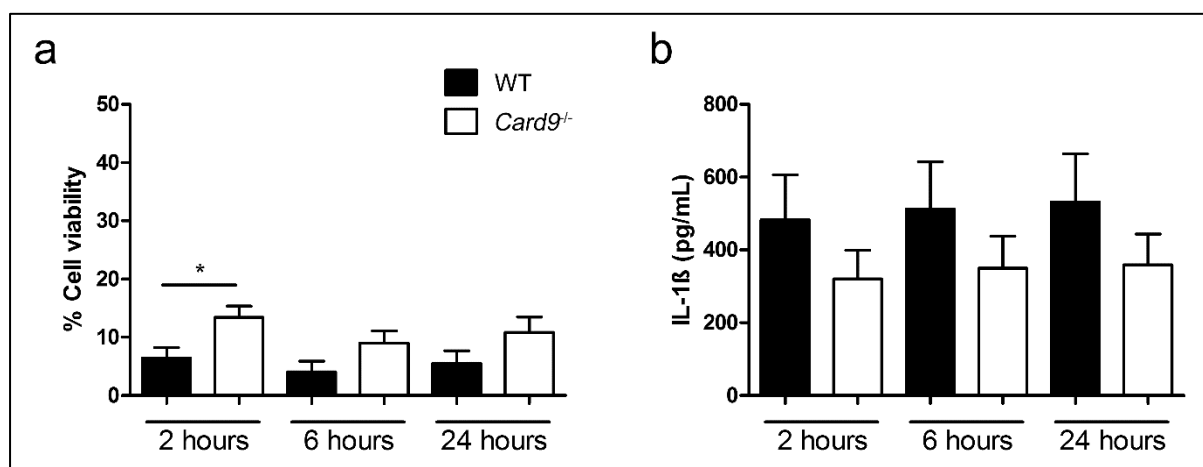 a
WT
Card9-/-
% Cell viability
50
40
30
20
10
0
*
2 hours
6 hours
24 hours
b
IL-1ß (pg/mL)
800
600
400
200
0
2 hours
6 hours
24 hours